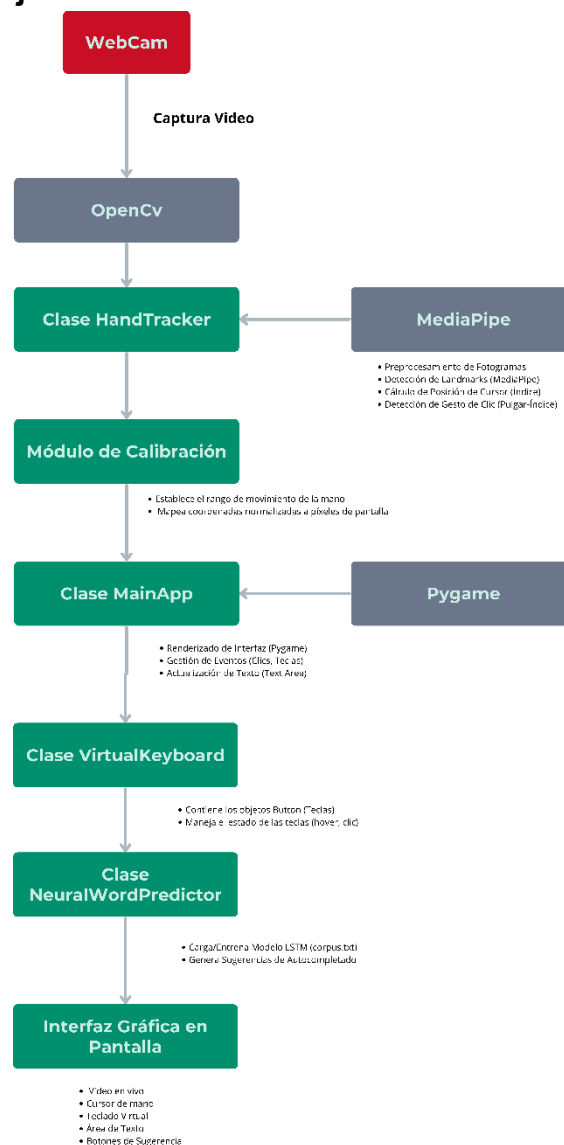 j
WebCam
Captura Video
OpenCv
Clase HandTracker
MediaPipe
• Preprocesamiento de Fotogramas
• Detección de Landmarks (MediaPipe)
• Cálculo de Posición de Cursor (Índice)
• Detección de Gesto de Clic (Pulgar-Índice)
Módulo de Calibración
• Establece el rango de movimiento de la mano
• Mapea coordenadas normalizadas a píxeles de pantalla
Clase MainApp
Pygame
• Renderizado de Interfaz (Pygame)
• Gestión de Eventos (Clics, Teclas)
• Actualización de Texto (Text Area)
Clase VirtualKeyboard
• Contiene los objetos Button (Teclas)
• Maneja el estado de las teclas (hover, clic)
Clase
NeuralWordPredictor
• Carga/Entrena Modelo LSTM (corpus.txt)
• Genera Sugerencias de Autocompletado
Interfaz Gráfica en
Pantalla
• Video en vivo
• Cursor de mano
• Teclado Virtual
• Área de Texto
• Botones de Sugerencia